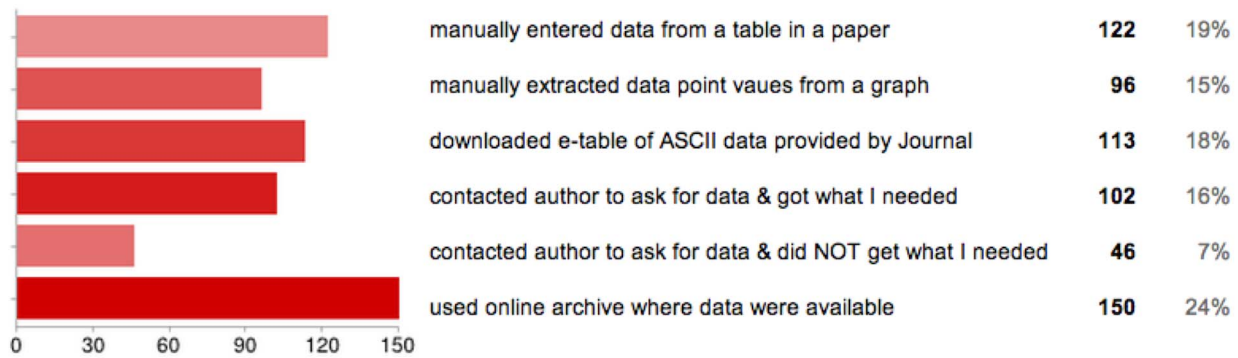 manually entered data from a table in a paper 122 19%
manually extracted data point vaues from a graph 96 15%
downloaded e-table of ASCII data provided by Journal 113 18%
contacted author to ask for data & got what I needed 102 16%
contacted author to ask for data & did NOT get what I needed 46 7%
used online archive where data were available 150 24%
0 30 60 90 120 150